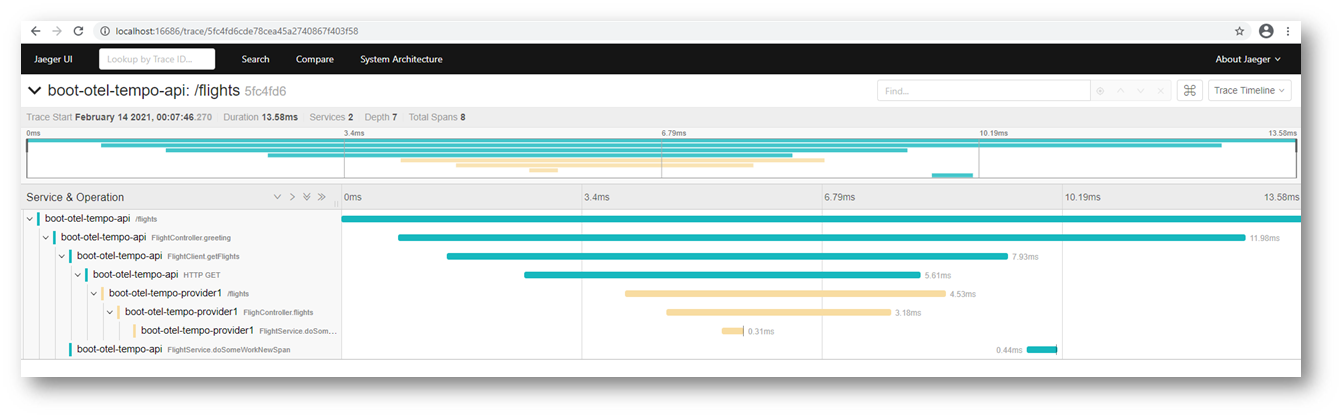 localhost:16686/trace/5fc4fd6cde78cea45a2740867f403f58
Jaeger UI Lookup by Trace ID... Search Compare System Architecture About Jaeger
boot-otel-tempo-api: /flights 5fc4fd6 Find... Trace Timeline
Trace Start February 14 2021, 00:07:46.270 Duration 13.58ms Services 2 Depth 7 Total Spans 8
0ms 3.4ms 6.79ms 10.19ms 13.58ms
Service & Operation 0ms 3.4ms 6.79ms 10.19ms 13.58ms
boot-otel-tempo-api /flights
boot-otel-tempo-api FlightController.greeting 11.98ms
boot-otel-tempo-api FlightClient.getFlights 7.93ms
boot-otel-tempo-api HTTP GET 5.61ms
boot-otel-tempo-provider1 /flights 4.53ms
boot-otel-tempo-provider1 FlighController.flights 3.18ms
boot-otel-tempo-provider1 FlightService.doSom... 0.31ms
boot-otel-tempo-api FlightService.doSomeWorkNewSpan 0.44ms